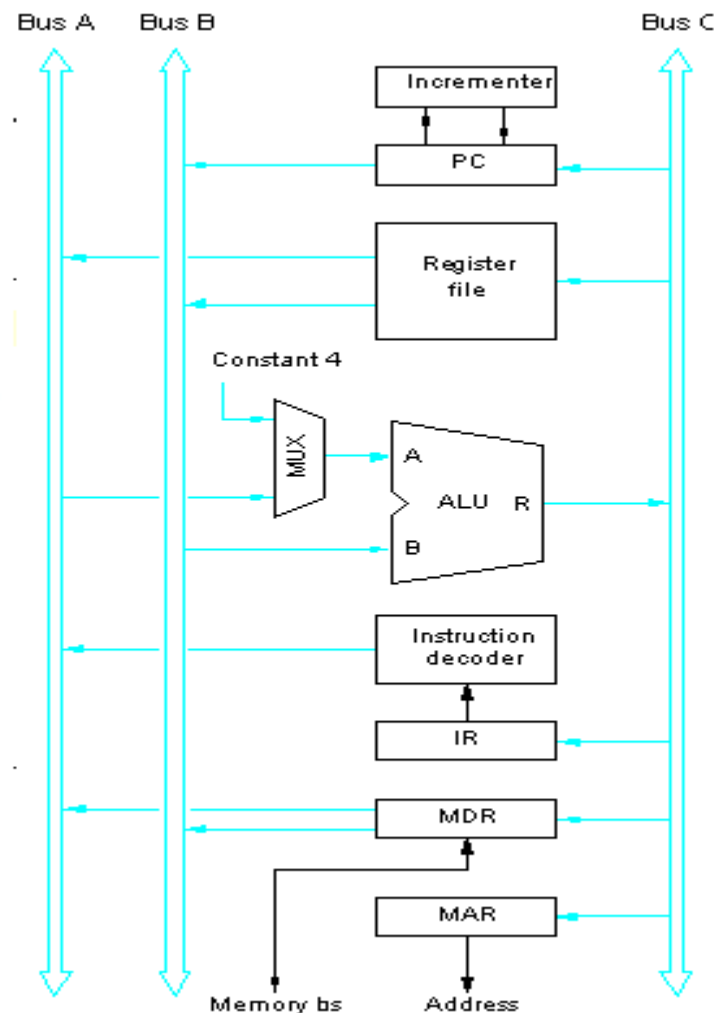 Bus A Bus B Bus C
Incrementer
PC
Register
file
Constant 4
MUX
A
ALU R
B
Instruction
decoder
IR
MDR
MAR
Memory bs Address